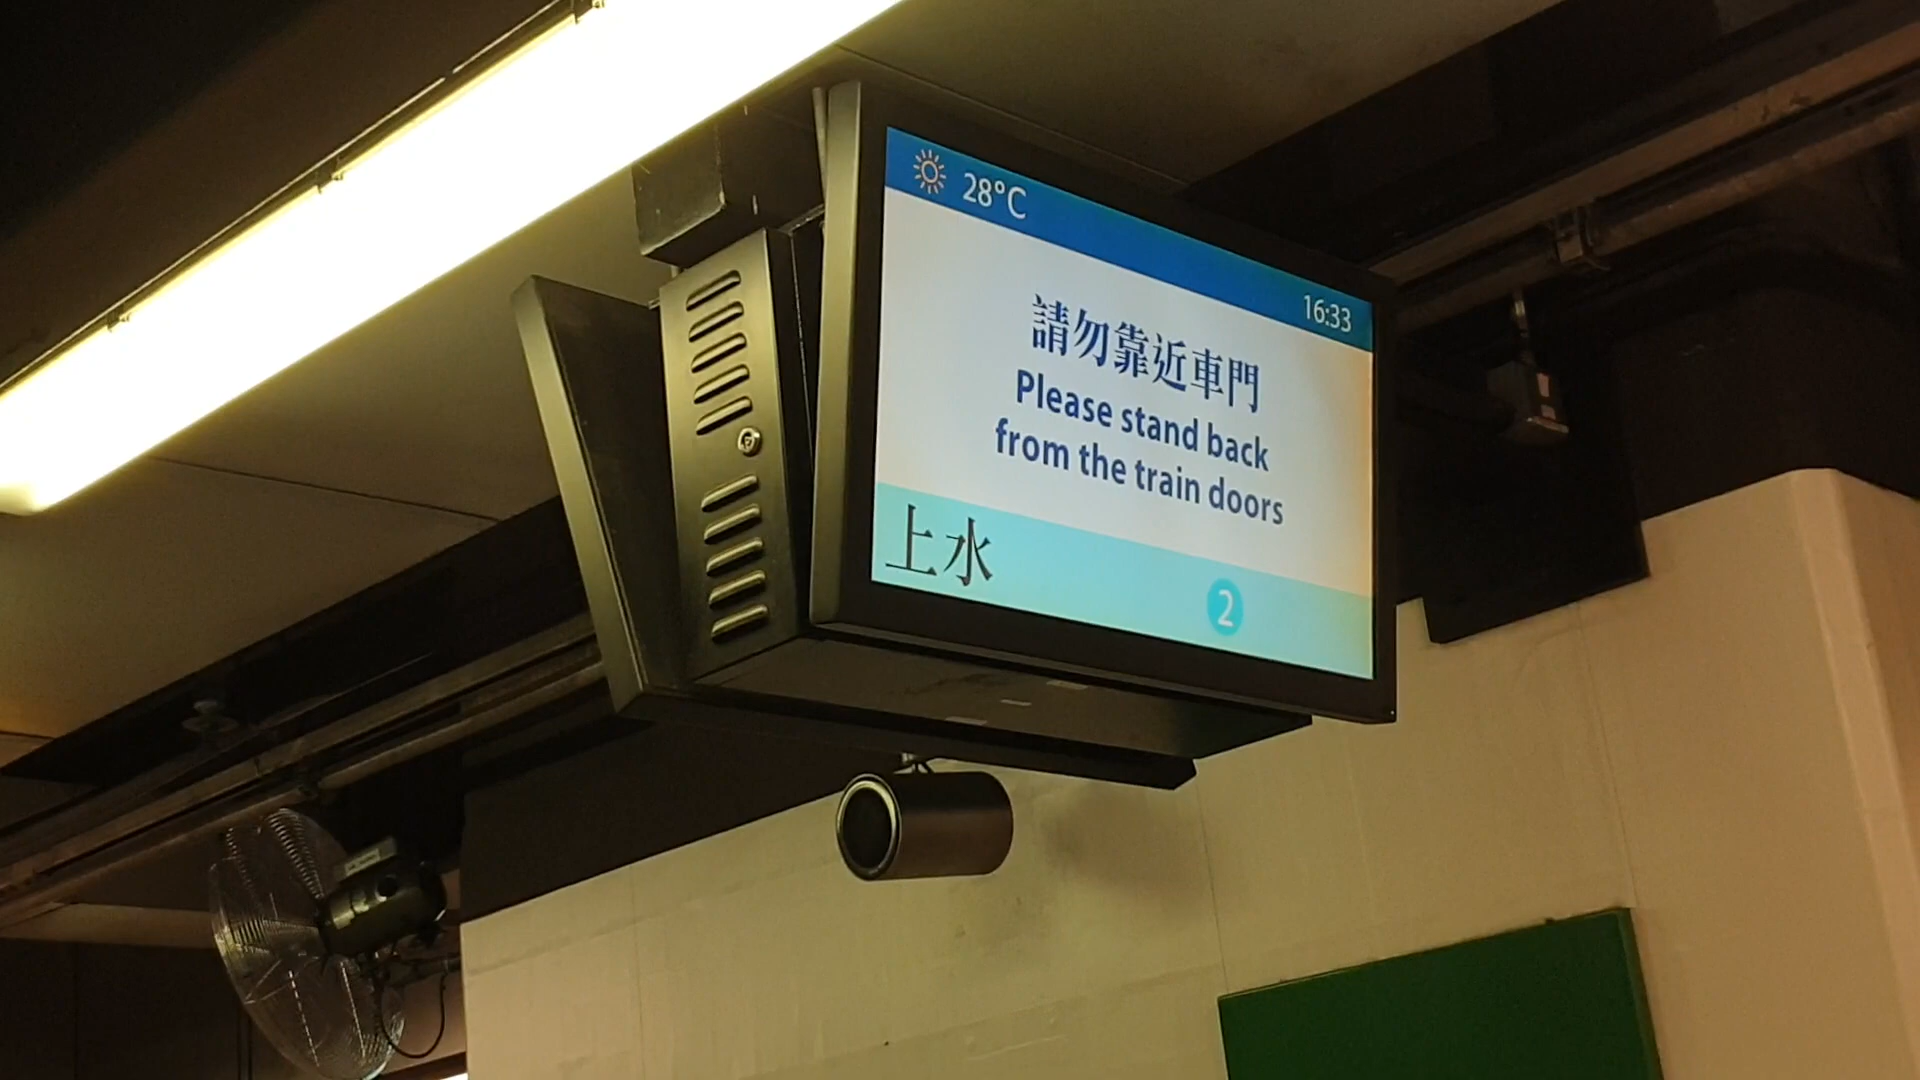 28°C
16:33
請勿靠近車門
Please stand back
from the train doors
上水
2